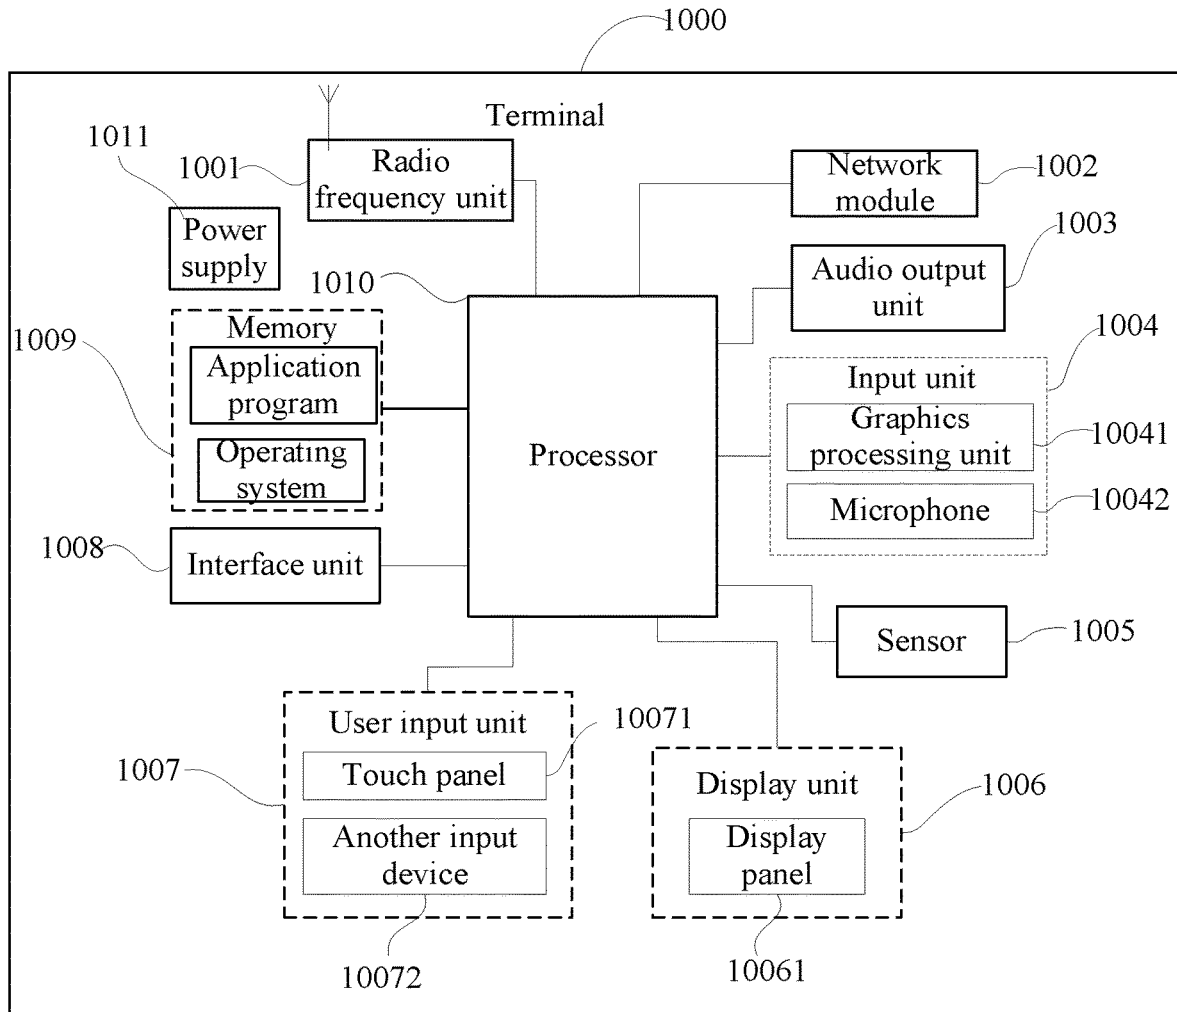 1000
Terminal
1011
1001
Radio
frequency unit
Network
module
1002
Power
supply
1003
Audio output
unit
1010
1009
Memory
Application
program
Operating
system
Processor
1004
Input unit
Graphics
processing unit
10041
Microphone
10042
1008
Interface unit
Sensor
1005
1007
User input unit
10071
Touch panel
Another input
device
10072
Display unit
1006
Display
panel
10061